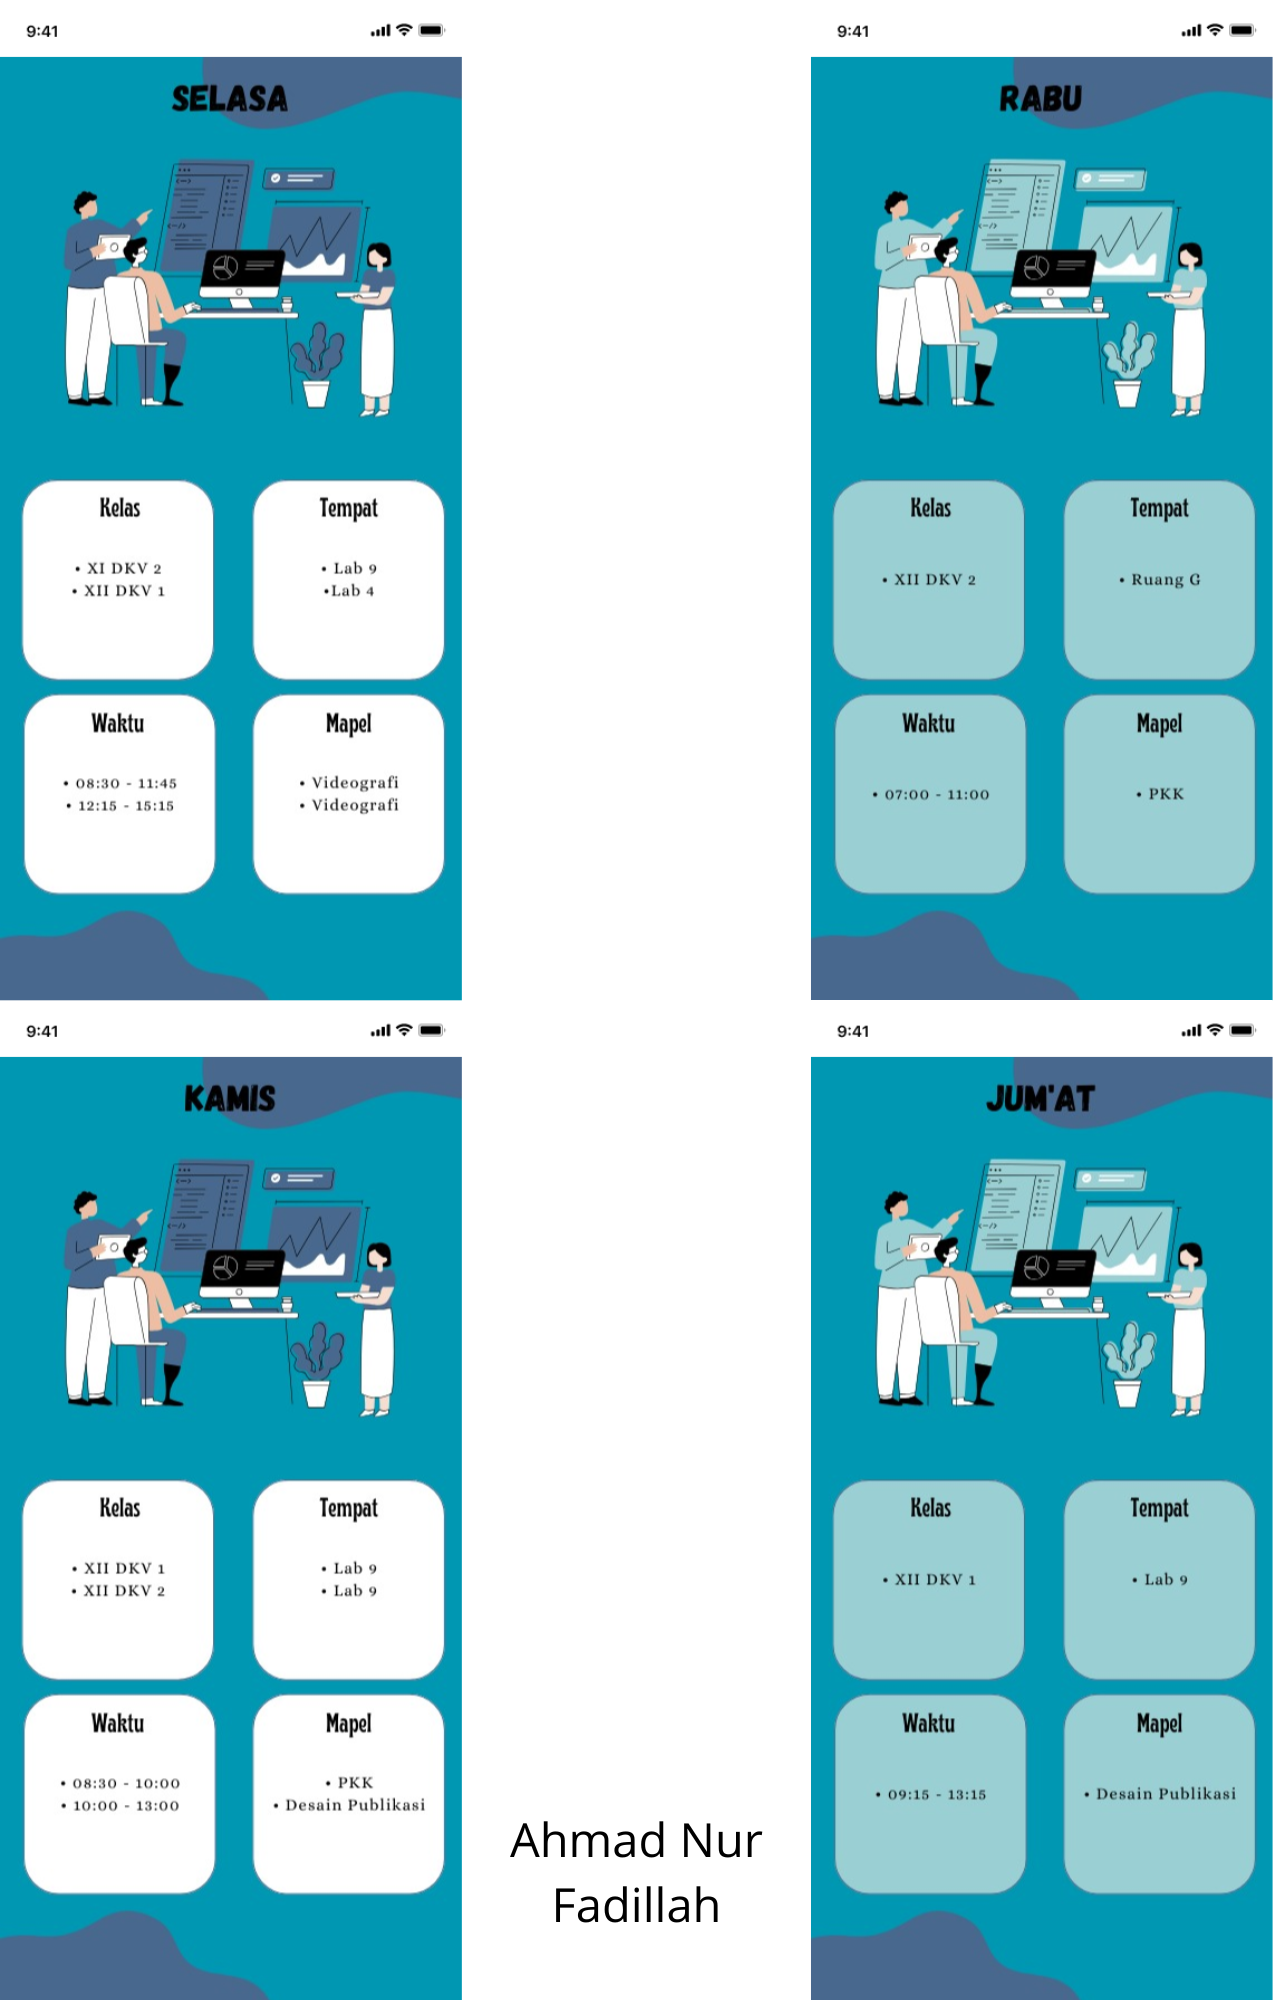 9:41
SELASA
Kelas
• XI DKV 2
• XII DKV 1
Tempat
• Lab 9
•Lab 4
Waktu
• 08:30 - 11:45
• 12:15 - 15:15
Mapel
• Videografi
• Videografi
9:41
RABU
Kelas
• XII DKV 2
Tempat
• Ruang G
Waktu
• 07:00 - 11:00
Mapel
• PKK
9:41
KAMIS
Kelas
• XII DKV 1
• XII DKV 2
Tempat
• Lab 9
• Lab 9
Waktu
• 08:30 - 10:00
• 10:00 - 13:00
Mapel
• PKK
• Desain Publikasi
9:41
JUM'AT
Kelas
• XII DKV 1
Tempat
• Lab 9
Waktu
• 09:15 - 13:15
Mapel
• Desain Publikasi
Ahmad Nur
Fadillah